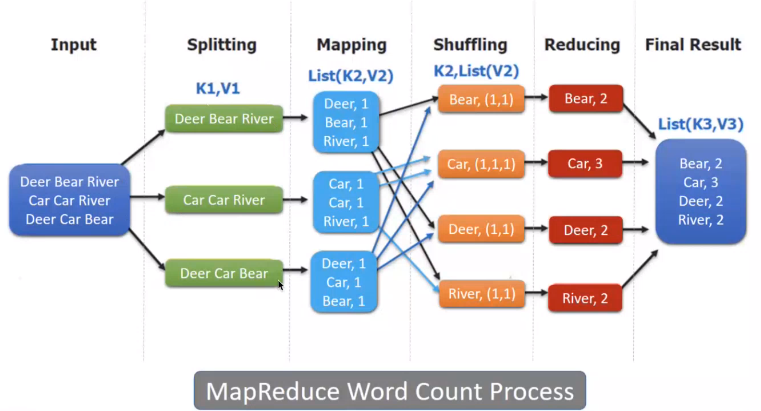 Input
Splitting
Mapping
Shuffling
Reducing
Final Result
K1,V1
List(K2,V2)
K2,List(V2)
List(K3,V3)
Deer Bear River
Car Car River
Deer Car Bear
Deer Bear River
Car Car River
Deer Car Bear
Deer, 1
Bear, 1
River, 1
Car, 1
Car, 1
River, 1
Deer, 1
Car, 1
Bear, 1
Bear, (1,1)
Car, (1,1,1)
Deer, (1,1)
River, (1,1)
Bear, 2
Car, 3
Deer, 2
River, 2
Bear, 2
Car, 3
Deer, 2
River, 2
MapReduce Word Count Process